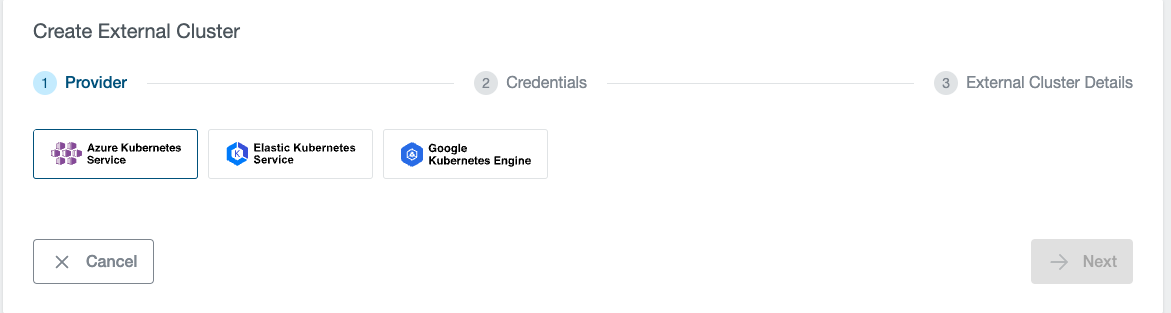 Create External Cluster
1 Provider
2 Credentials
3 External Cluster Details
Azure Kubernetes
Service
K
Elastic Kubernetes
Service
Google
Kubernetes Engine
Cancel
Next